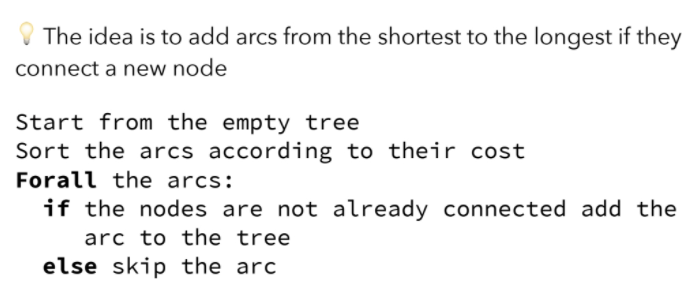 💡 The idea is to add arcs from the shortest to the longest if they
connect a new node
Start from the empty tree
Sort the arcs according to their cost
Forall the arcs:
if the nodes are not already connected add the
arc to the tree
else skip the arc